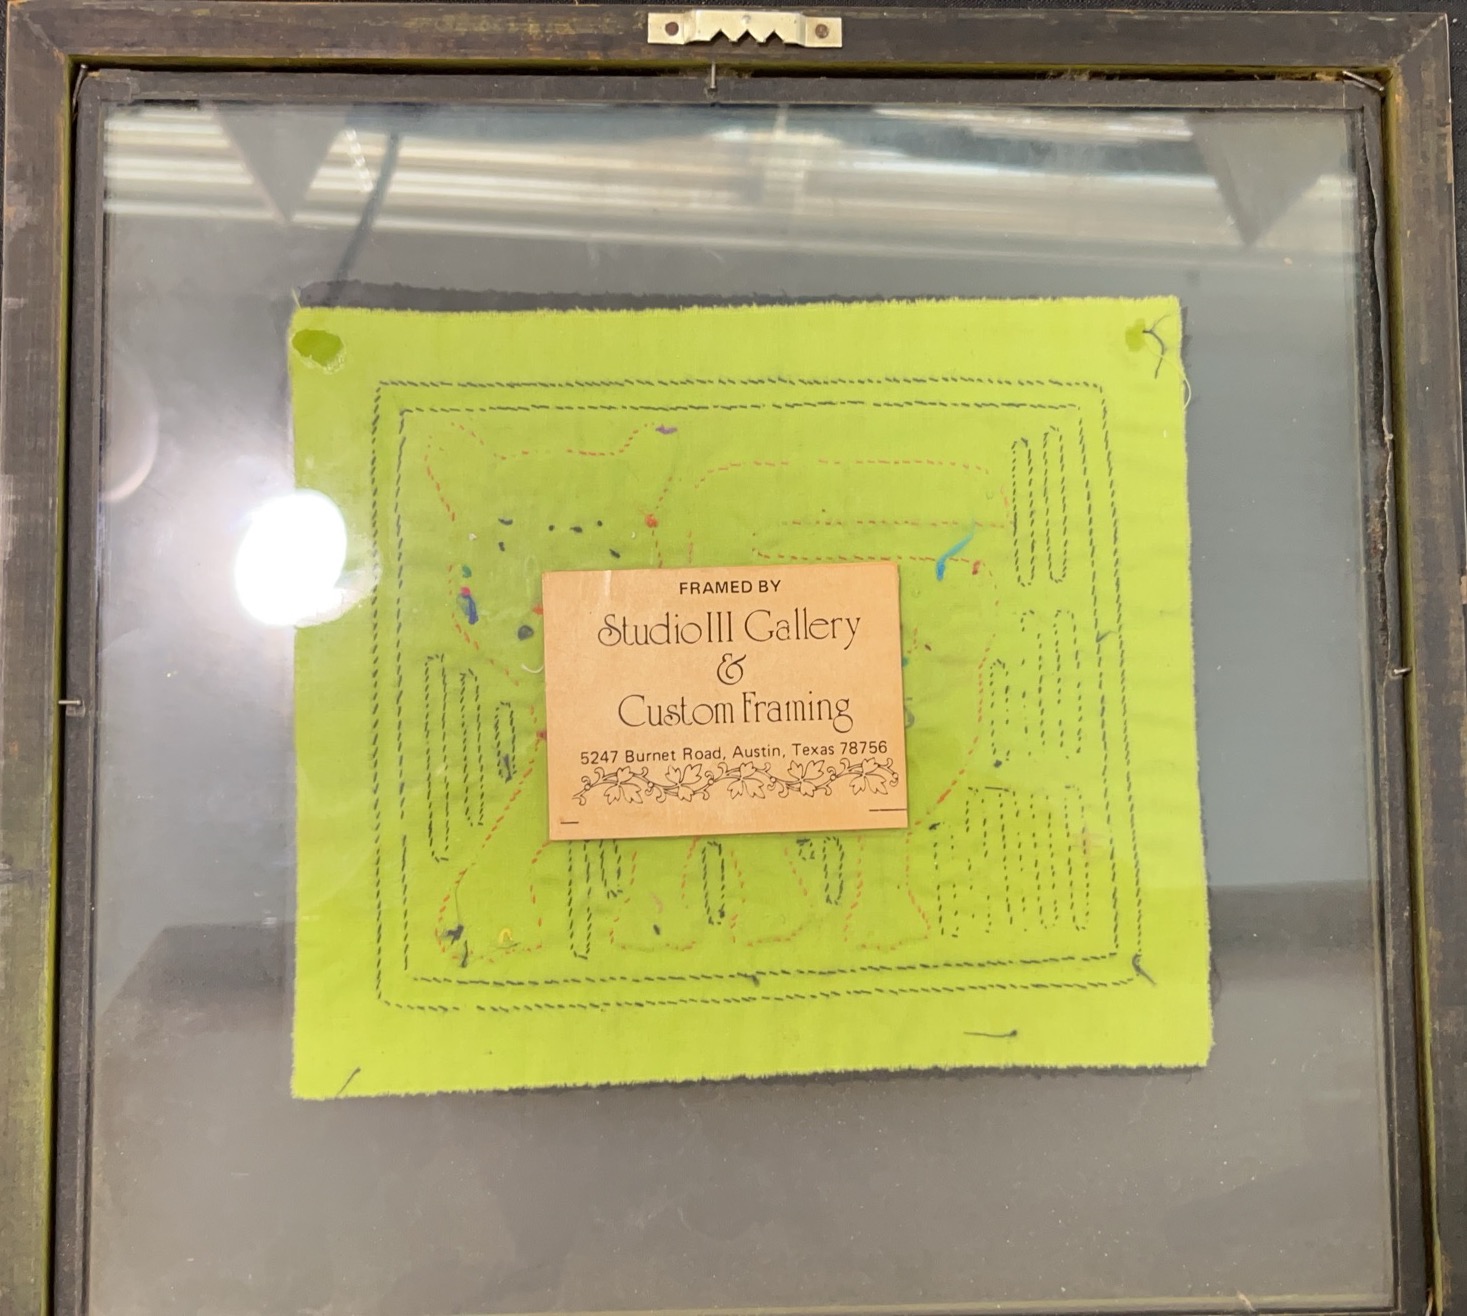 FRAMED BY
Studio III Gallery
&
Custom Framing
5247 Burnet Road, Austin, Texas 78756